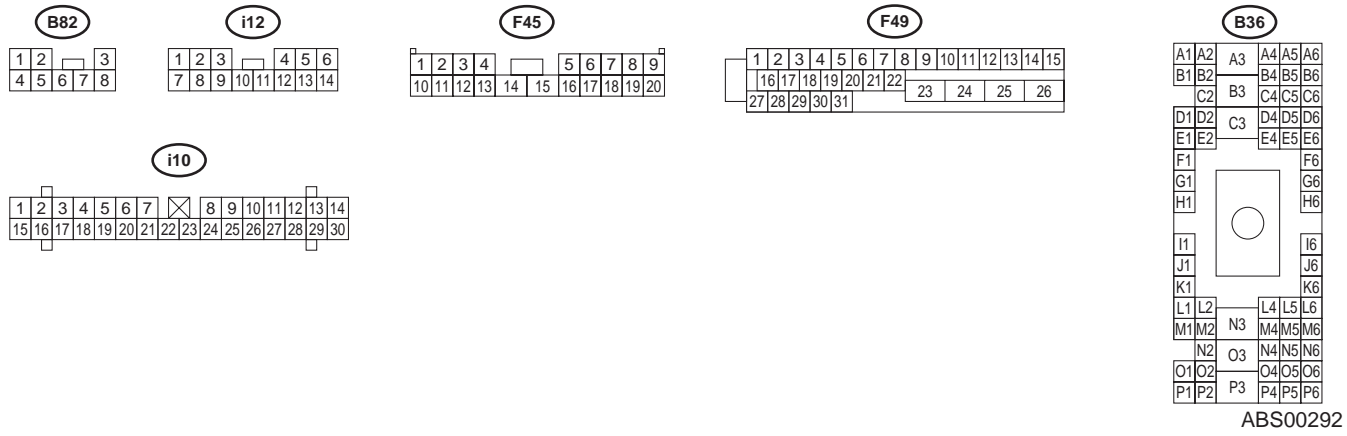 B82
1 2 3
4 5 6 7 8
i12
1 2 3 4 5 6
7 8 9 10 11 12 13 14
F45
1 2 3 4 5 6 7 8 9
10 11 12 13 14 15 16 17 18 19 20
F49
1 2 3 4 5 6 7 8 9 10 11 12 13 14 15
16 17 18 19 20 21 22 23 24 25 26
27 28 29 30 31
i10
1 2 3 4 5 6 7 8 9 10 11 12 13 14
15 16 17 18 19 20 21 22 23 24 25 26 27 28 29 30
B36
A1 A2 A3 A4 A5 A6
B1 B2 B3 B4 B5 B6
C2 C3 C4 C5 C6
D1 D2 D4 D5 D6
E1 E2 E4 E5 E6
F1 F6
G1 G6
H1 H6
I1 I6
J1 J6
K1 K6
L1 L2 L4 L5 L6
M1 M2 N3 M4 M5 M6
N2 O3 N4 N5 N6
O1 O2 O4 O5 O6
P1 P2 P3 P4 P5 P6
ABS00292